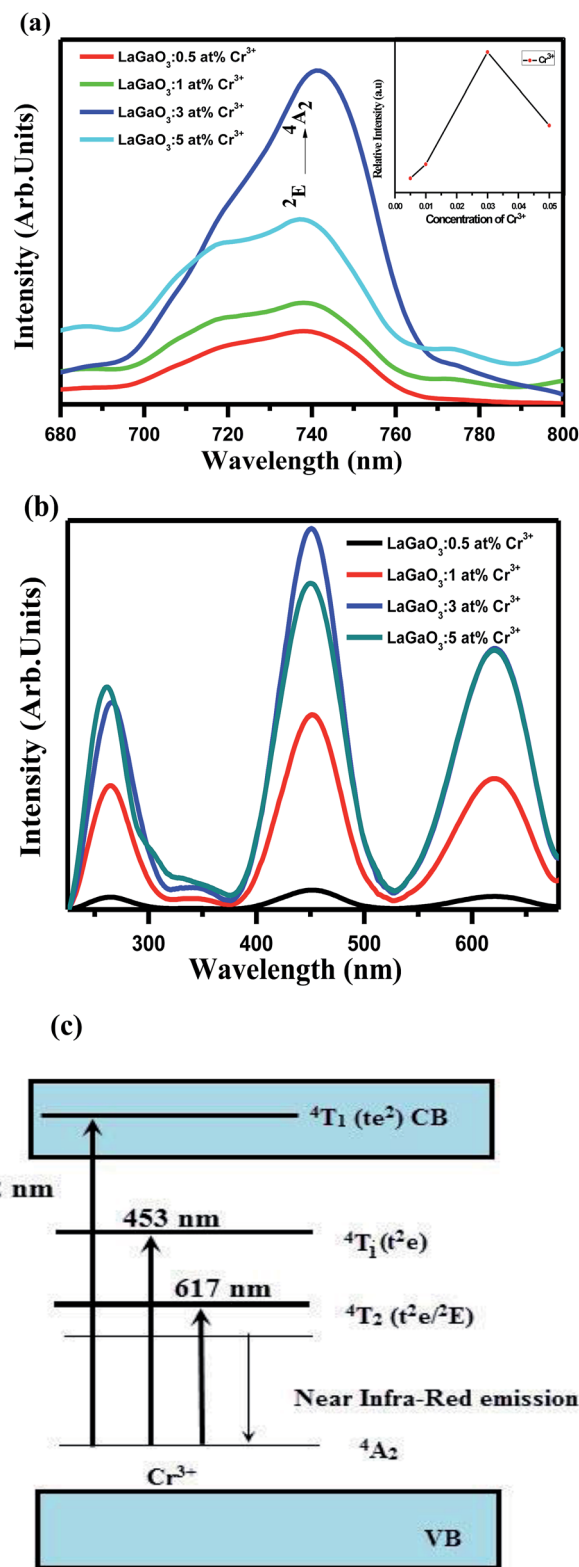 (a)
LaGaO₃:0.5 at% Cr³⁺
LaGaO₃:1 at% Cr³⁺
LaGaO₃:3 at% Cr³⁺
LaGaO₃:5 at% Cr³⁺
²E
⁴A₂
Cr³⁺
Relative Intensity (a.u)
0.00 0.01 0.02 0.03 0.04 0.05
Concentration of Cr³⁺
Intensity (Arb.Units)
680 700 720 740 760 780 800
Wavelength (nm)
(b)
LaGaO₃:0.5 at% Cr³⁺
LaGaO₃:1 at% Cr³⁺
LaGaO₃:3 at% Cr³⁺
LaGaO₃:5 at% Cr³⁺
Intensity (Arb.Units)
300 400 500 600
Wavelength (nm)
(c)
⁴T₁ (te²) CB
nm
453 nm
⁴Tⱼ (t²e)
617 nm
⁴T₂ (t²e/²E)
Near Infra-Red emission
⁴A₂
Cr³⁺
VB